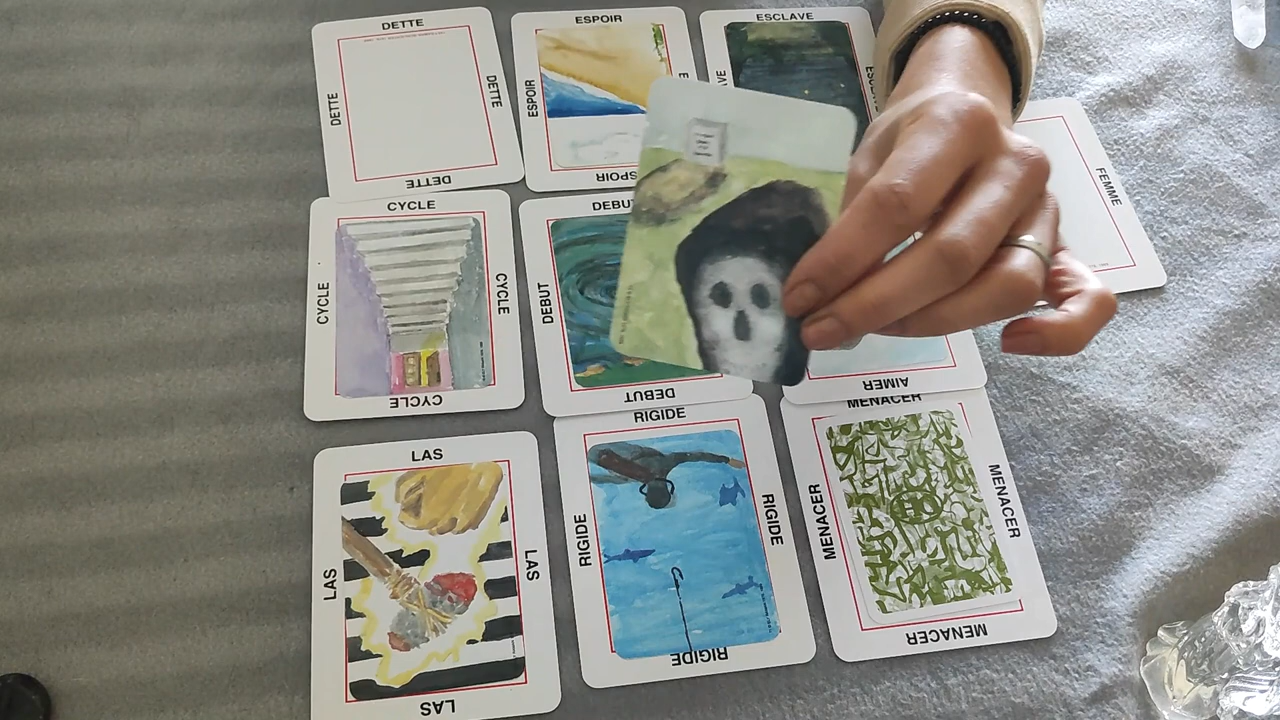 DETTE
DETTE
DETTE
DETTE
ESPOIR
ESPOIR
ESPOIR
ESCLAVE
FEMME
CYCLE
CYCLE
CYCLE
CYCLE
DEBUT
DEBUT
DEBUT
AIMER
LAS
LAS
LAS
LAS
RIGIDE
RIGIDE
RIGIDE
RIGIDE
MENACER
MENACER
MENACER
MENACER